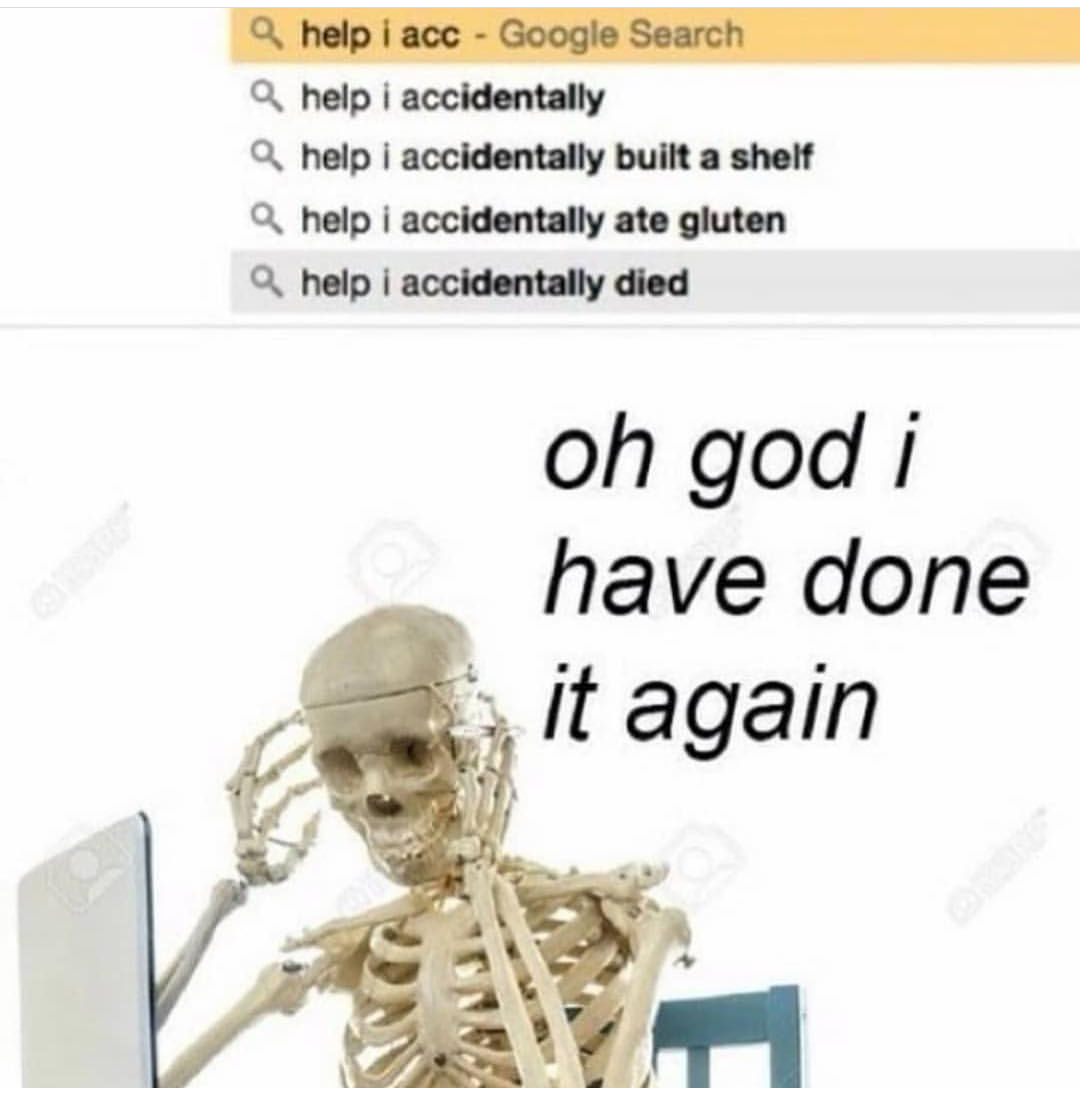 help i acc - Google Search
help i accidentally
help i accidentally built a shelf
help i accidentally ate gluten
help i accidentally died
oh god i
have done
it again